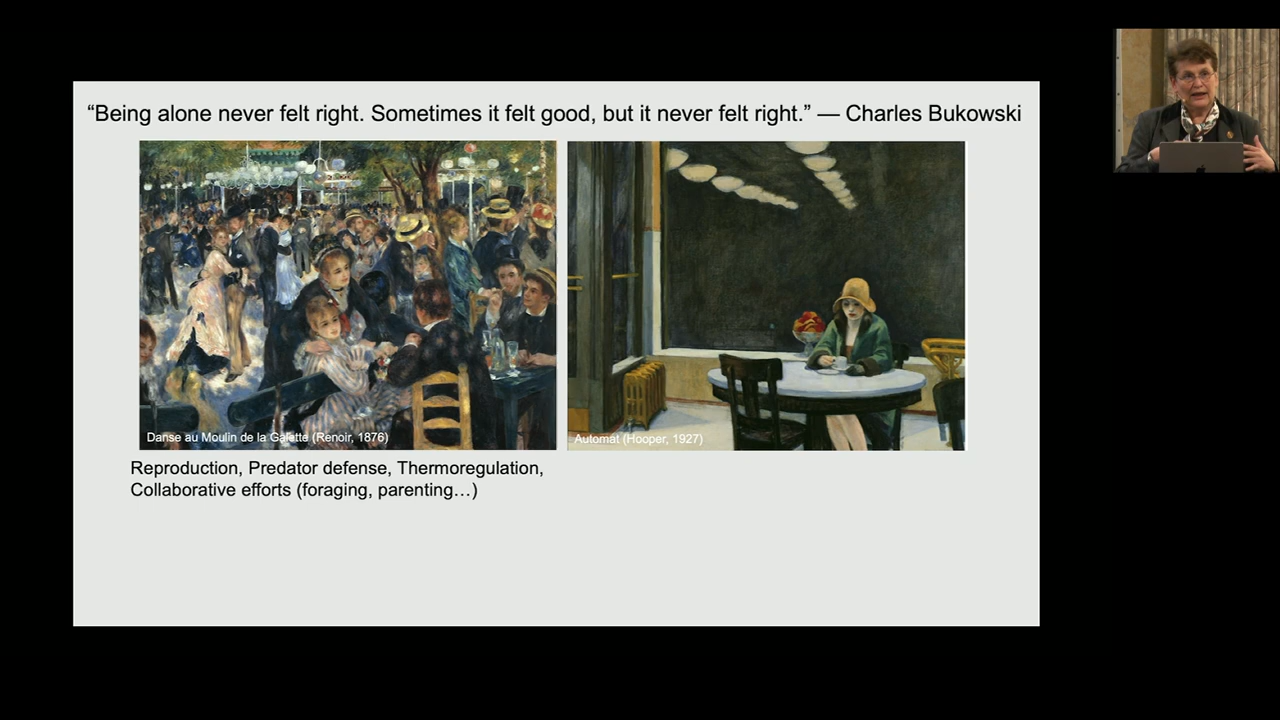 “Being alone never felt right. Sometimes it felt good, but it never felt right.” — Charles Bukowski
Danse au Moulin de la Galette (Renoir, 1876)
Automat (Hooper, 1927)
Reproduction, Predator defense, Thermoregulation,
Collaborative efforts (foraging, parenting…)